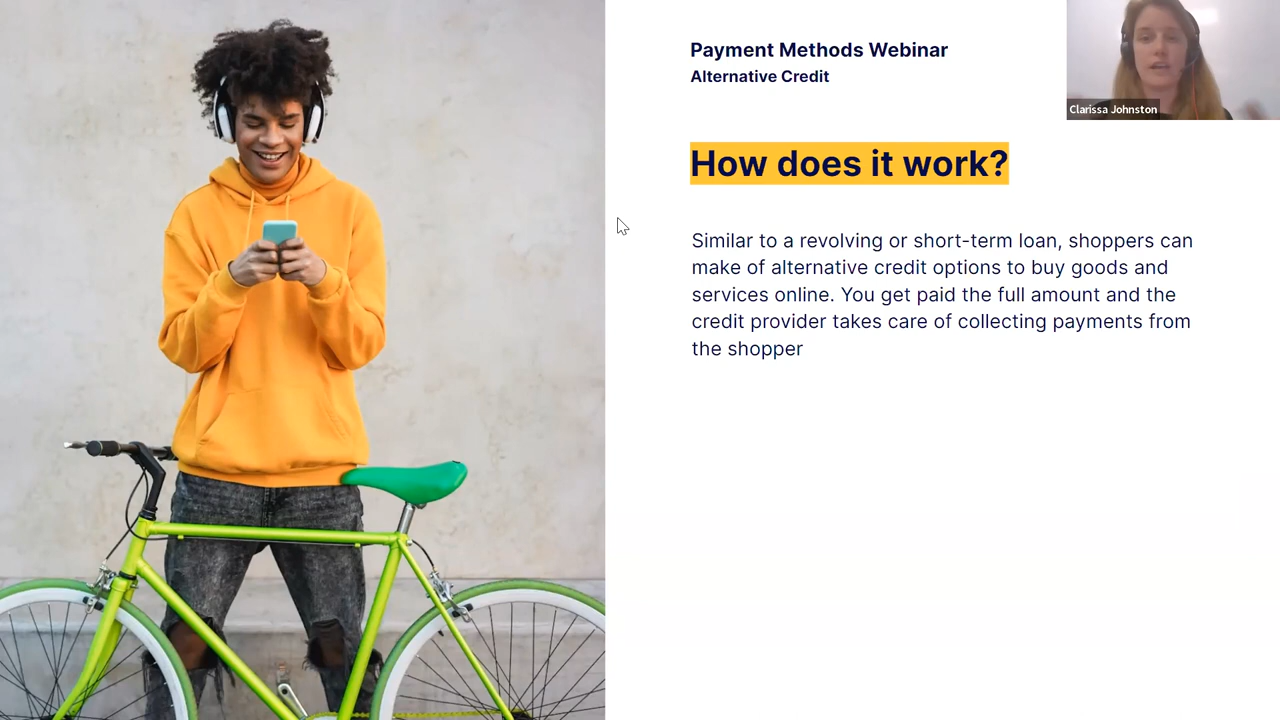 Payment Methods Webinar
Alternative Credit
Clarissa Johnston
How does it work?
Similar to a revolving or short-term loan, shoppers can
make of alternative credit options to buy goods and
services online. You get paid the full amount and the
credit provider takes care of collecting payments from
the shopper